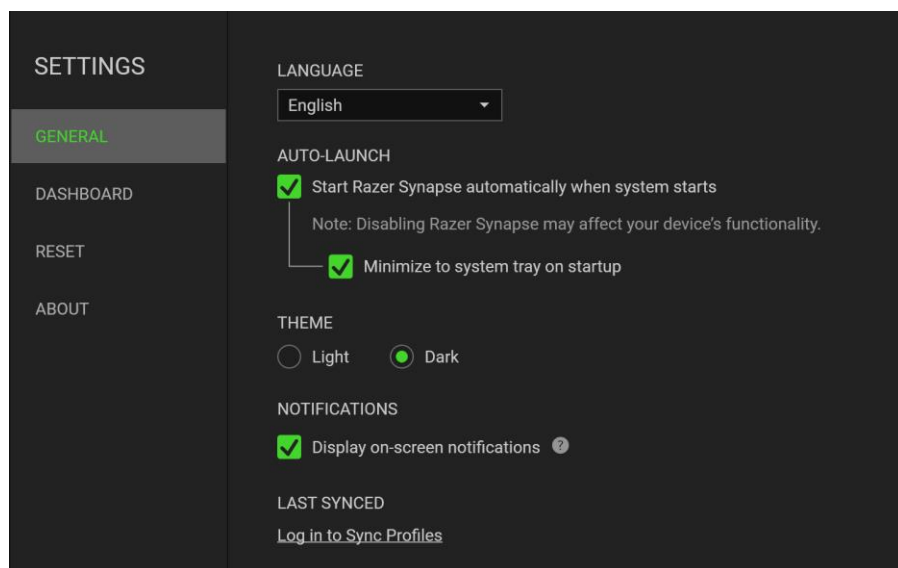 SETTINGS
GENERAL
DASHBOARD
RESET
ABOUT
LANGUAGE
English
AUTO-LAUNCH
Start Razer Synapse automatically when system starts
Note: Disabling Razer Synapse may affect your device’s functionality.
Minimize to system tray on startup
THEME
Light Dark
NOTIFICATIONS
Display on-screen notifications ?
LAST SYNCED
Log in to Sync Profiles